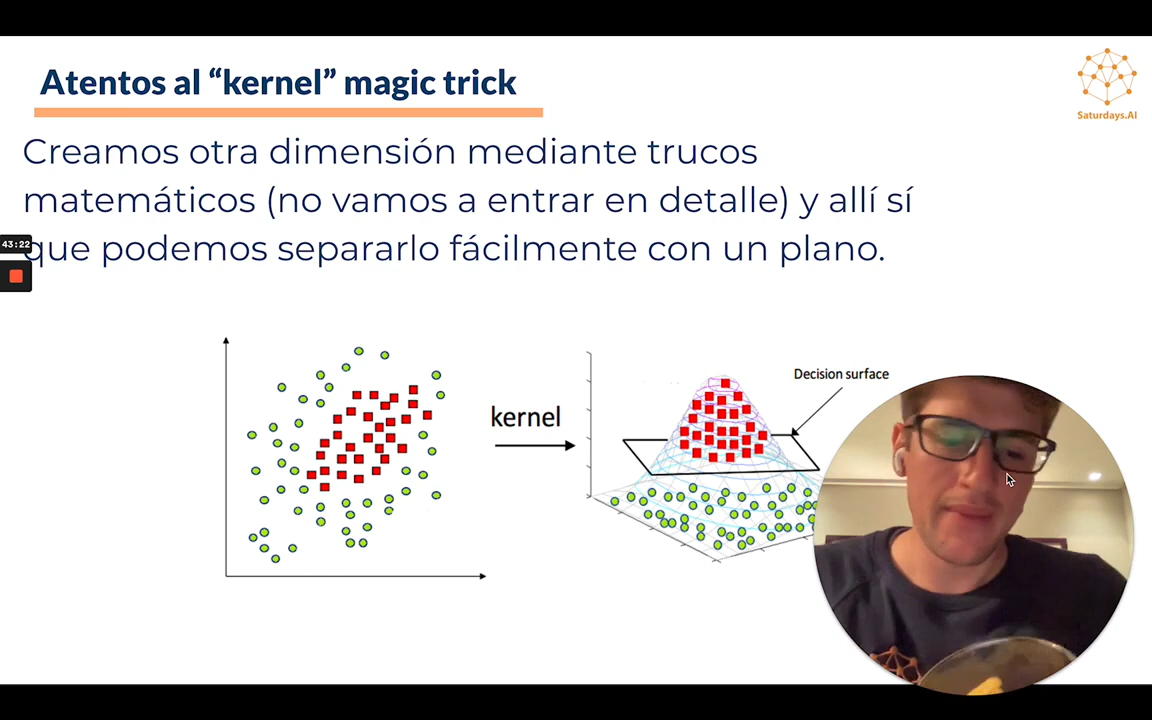 Atentos al “kernel” magic trick
Saturdays.AI
Creamos otra dimensión mediante trucos
matemáticos (no vamos a entrar en detalle) y allí sí
43:22
que podemos separarlo fácilmente con un plano.
Decision surface
kernel